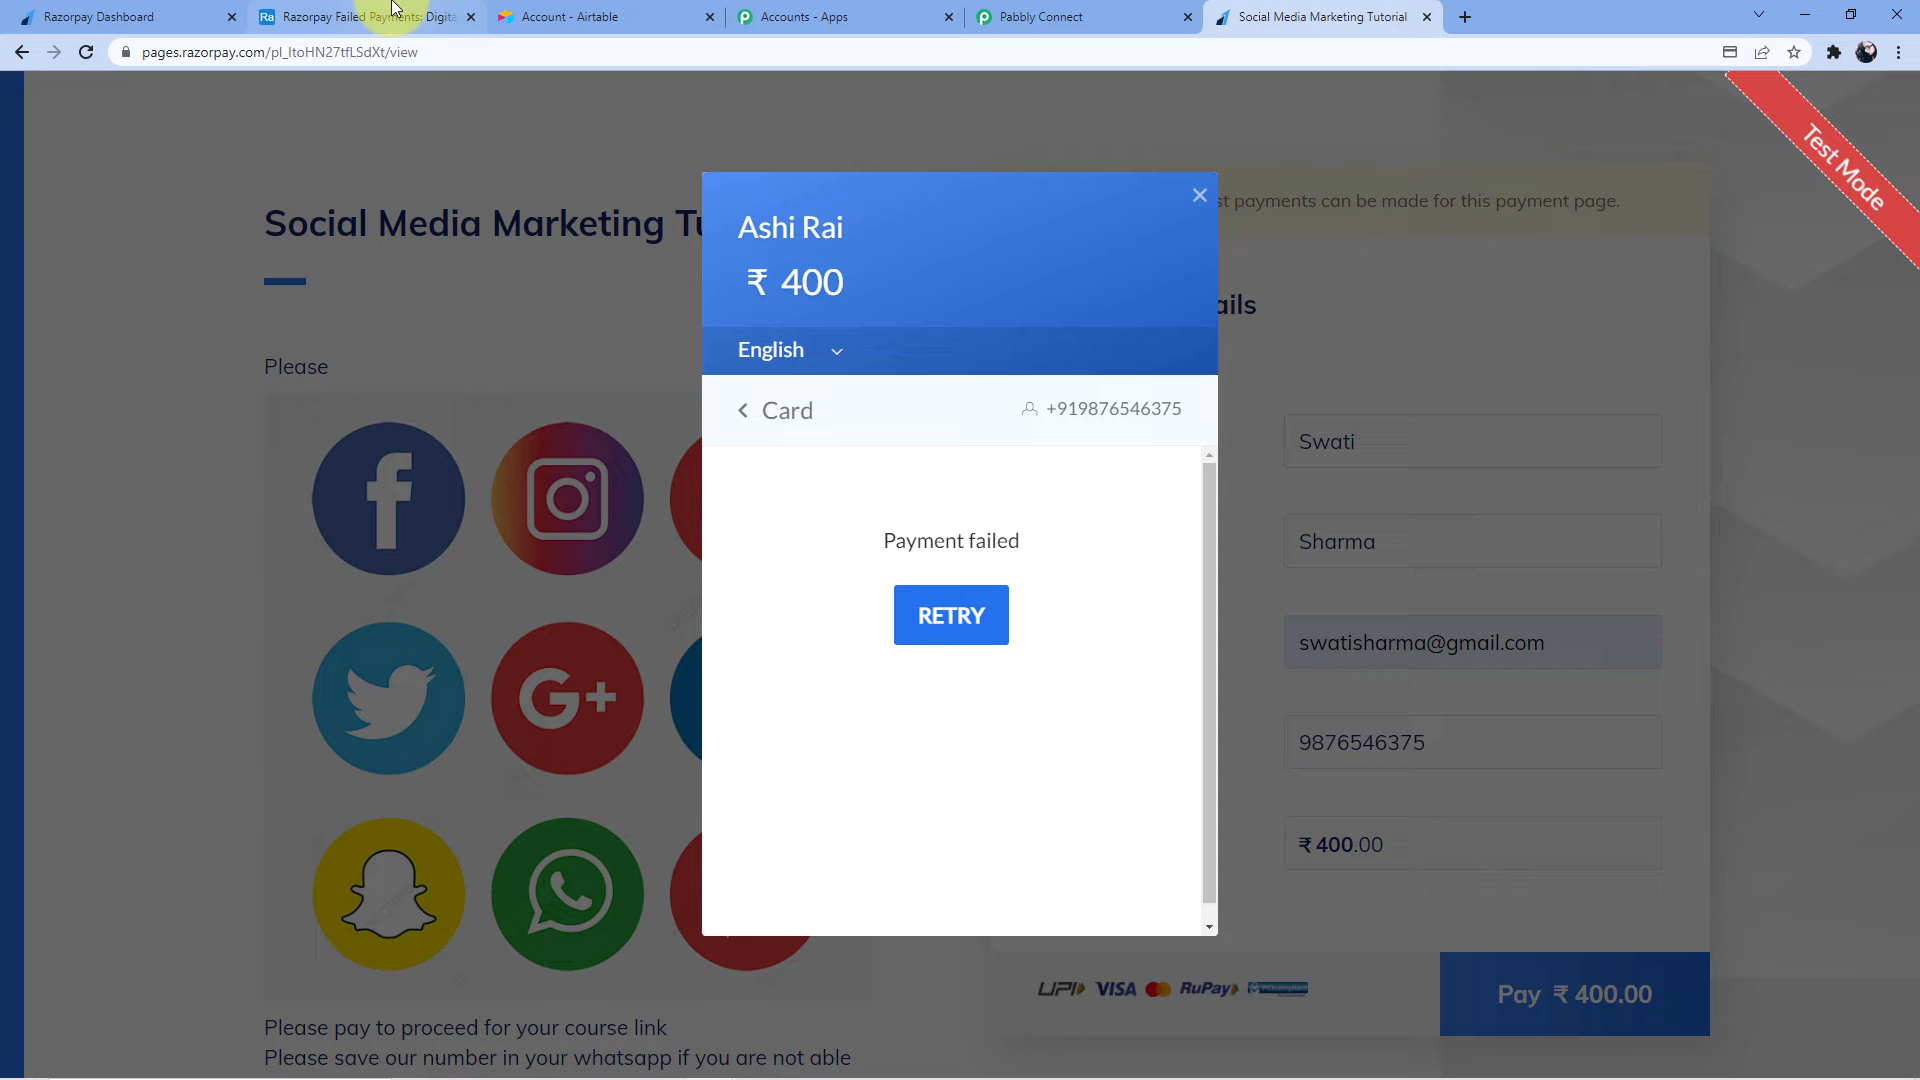 Razorpay Dashboard
Ra Razorpay Failed Payments: Digita
Account - Airtable
Accounts - Apps
Pabbly Connect
Social Media Marketing Tutorial
pages.razorpay.com/pl_ItoHN27tfLSdXt/view
Test Mode
Social Media Marketing Tu
st payments can be made for this payment page.
Ashi Rai
₹ 400
ails
English
Please
Card
+919876546375
Swati
Payment failed
Sharma
RETRY
swatisharma@gmail.com
9876546375
₹ 400.00
UPI VISA RuPay
Pay ₹ 400.00
Please pay to proceed for your course link
Please save our number in your whatsapp if you are not able